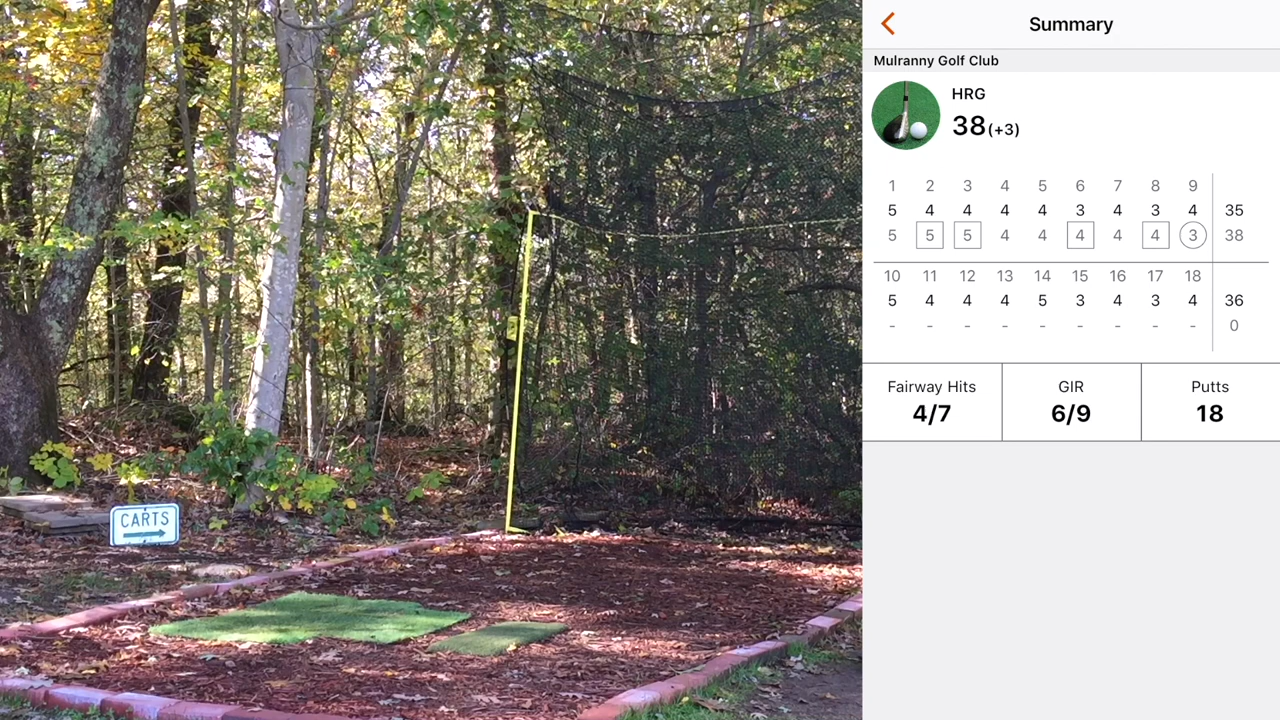 CARTS
Summary
Mulranny Golf Club
HRG
38(+3)
1 2 3 4 5 6 7 8 9
5 4 4 4 4 3 4 3 4 35
5 5 5 4 4 4 4 4 3 38
10 11 12 13 14 15 16 17 18
5 4 4 4 5 3 4 3 4 36
- - - - - - - - - 0
Fairway Hits GIR Putts
4/7 6/9 18